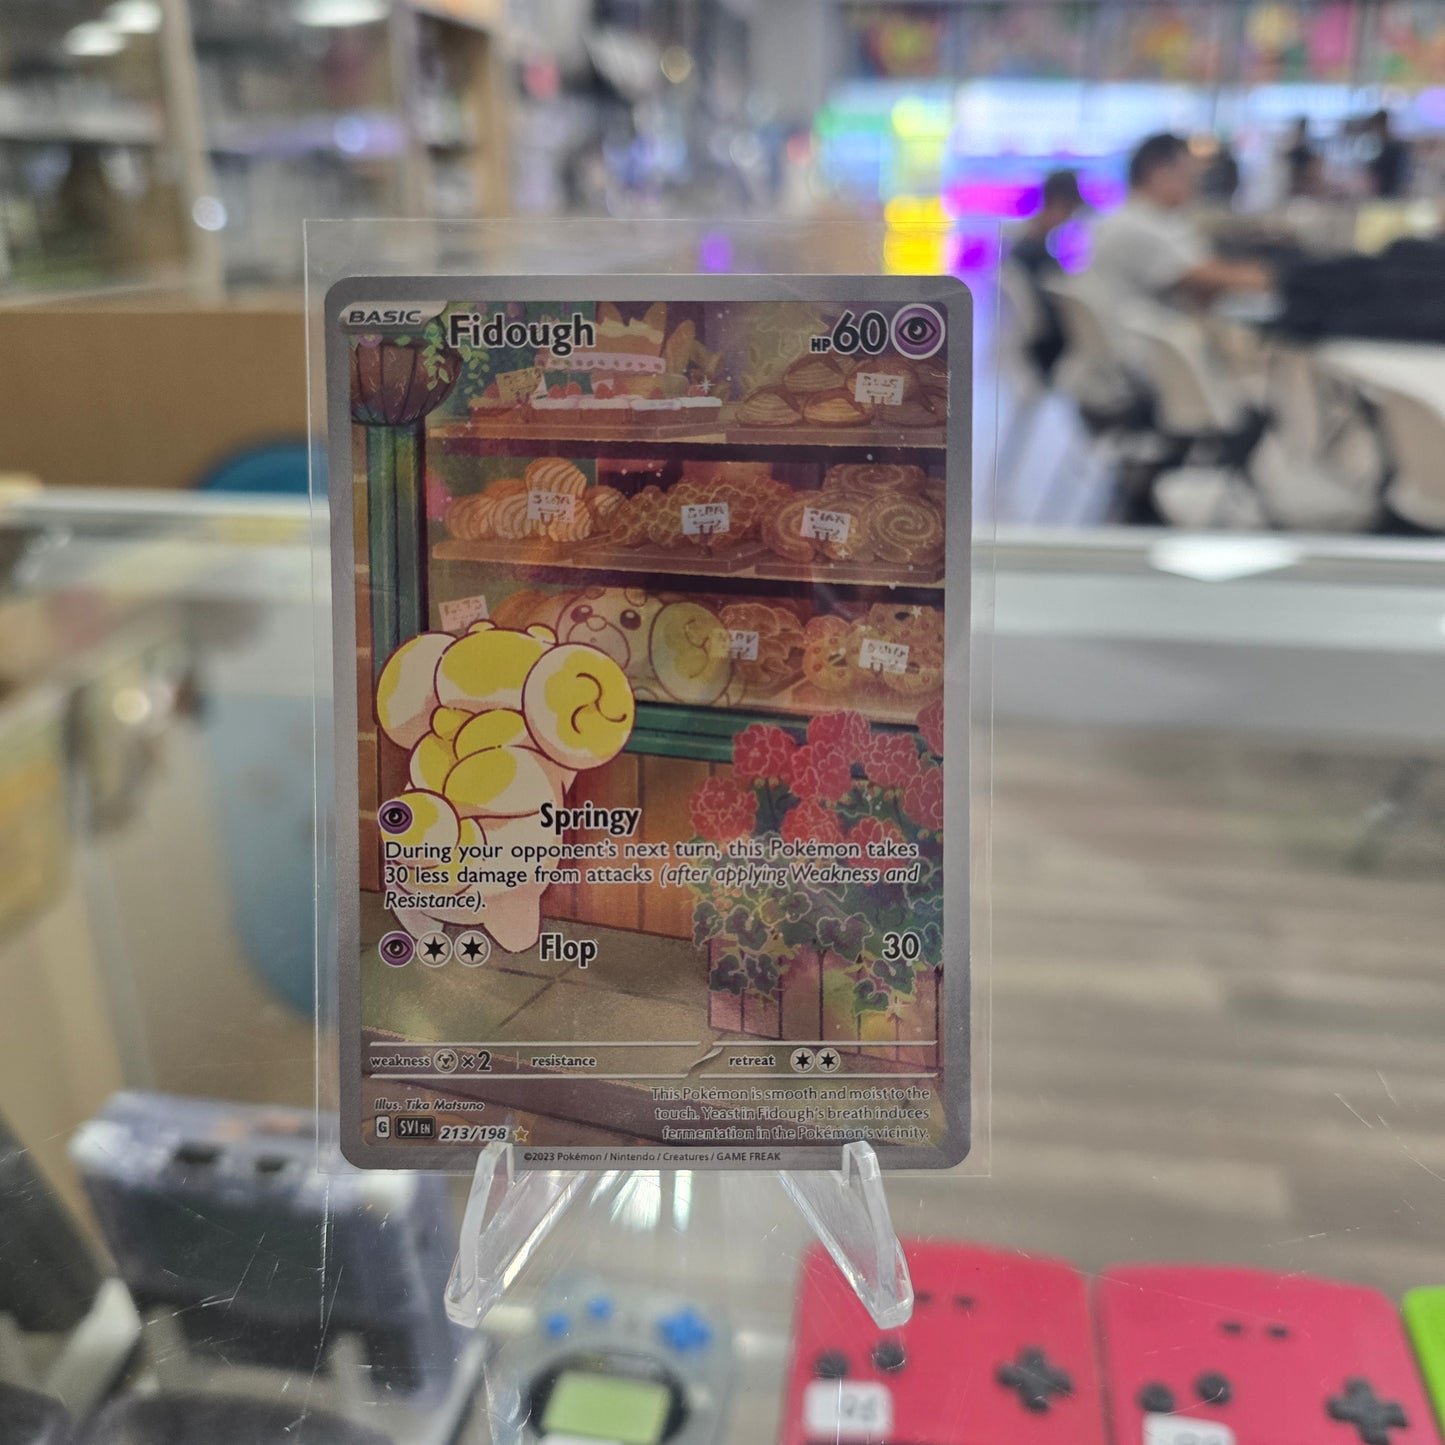 BASIC
Fidough
HP 60
Springy
During your opponent's next turn, this Pokémon takes
30 less damage from attacks (after applying Weakness and
Resistance).
Flop 30
weakness ×2 resistance retreat
Illus. Tika Matsuno
G SVI EN 213/198
This Pokémon is smooth and moist to the
touch. Yeast in Fidough's breath induces
fermentation in the Pokémon's vicinity.
©2023 Pokémon / Nintendo / Creatures / GAME FREAK